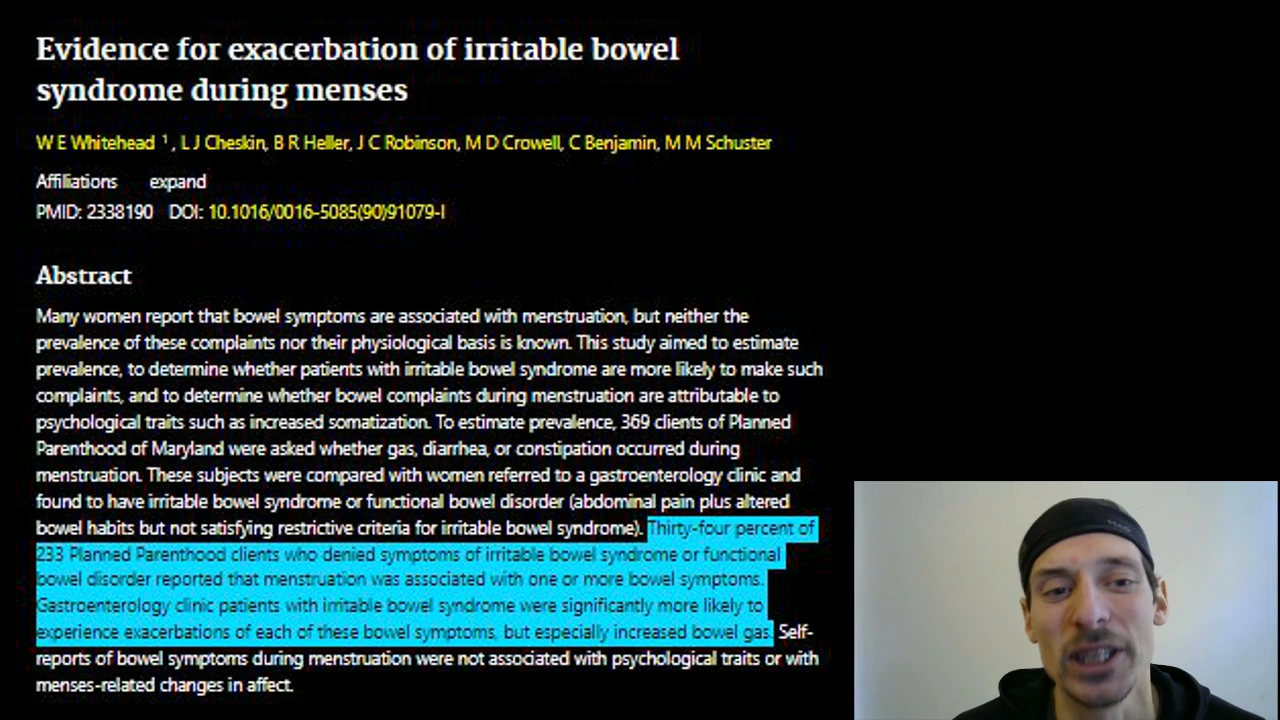 Evidence for exacerbation of irritable bowel
syndrome during menses
W E Whitehead ¹, L J Cheskin, B R Heller, J C Robinson, M D Crowell, C Benjamin, M M Schuster
Affiliations expand
PMID: 2338190 DOI: 10.1016/0016-5085(90)91079-l
Abstract
Many women report that bowel symptoms are associated with menstruation, but neither the
prevalence of these complaints nor their physiological basis is known. This study aimed to estimate
prevalence, to determine whether patients with irritable bowel syndrome are more likely to make such
complaints, and to determine whether bowel complaints during menstruation are attributable to
psychological traits such as increased somatization. To estimate prevalence, 369 clients of Planned
Parenthood of Maryland were asked whether gas, diarrhea, or constipation occurred during
menstruation. These subjects were compared with women referred to a gastroenterology clinic and
found to have irritable bowel syndrome or functional bowel disorder (abdominal pain plus altered
bowel habits but not satisfying restrictive criteria for irritable bowel syndrome). Thirty-four percent of
233 Planned Parenthood clients who denied symptoms of irritable bowel syndrome or functional
bowel disorder reported that menstruation was associated with one or more bowel symptoms.
Gastroenterology clinic patients with irritable bowel syndrome were significantly more likely to
experience exacerbations of each of these bowel symptoms, but especially increased bowel gas. Self-
reports of bowel symptoms during menstruation were not associated with psychological traits or with
menses-related changes in affect.